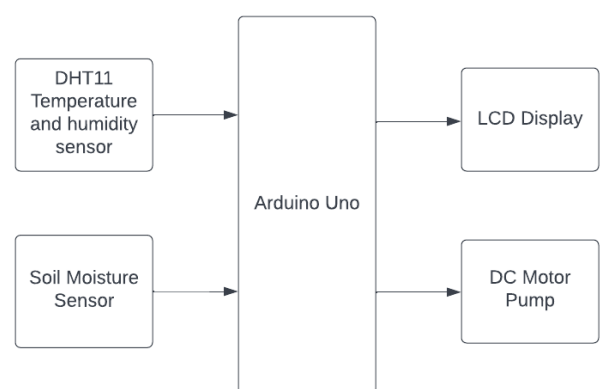 DHT11
Temperature
and humidity
sensor
LCD Display
Arduino Uno
Soil Moisture
Sensor
DC Motor
Pump